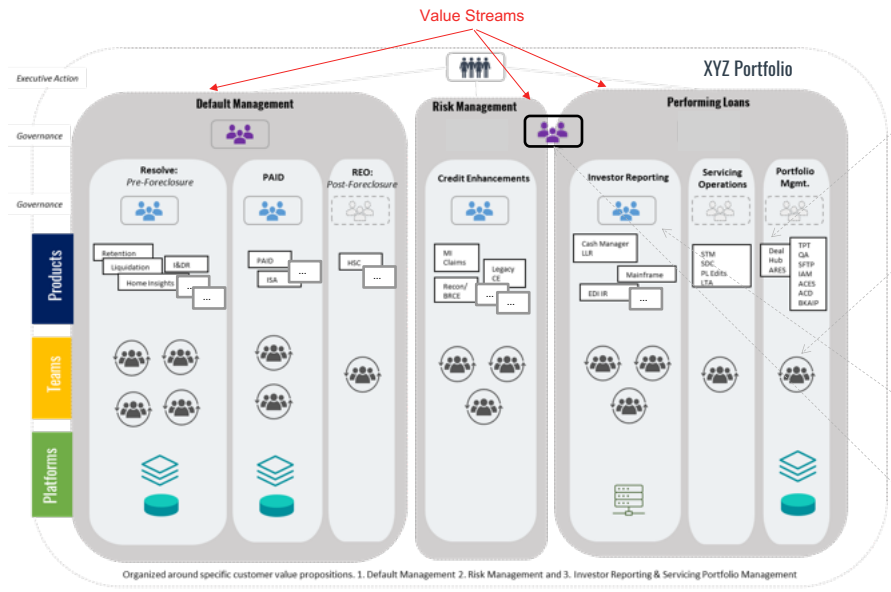 Value Streams
XYZ Portfolio
Executive Action
Default Management
Risk Management
Performing Loans
Governance
Resolve:
Pre-Foreclosure
PAID
REO:
Post-Foreclosure
Credit Enhancements
Investor Reporting
Servicing
Operations
Portfolio
Mgmt.
Governance
Products
Retention
Liquidation
I&DR
Home Insights
...
...
PAID
ISA
...
HSC
...
MI
Claims
Legacy
CE
Recon/
BRCE
...
...
Cash Manager
LLR
Mainframe
EDI IR
...
STM
SDC
PL Edits
LTA
Deal
Hub
ARES
TPT
QA
SFTP
IAM
ACES
ACD
BKAIP
Teams
Platforms
Organized around specific customer value propositions. 1. Default Management 2. Risk Management and 3. Investor Reporting & Servicing Portfolio Management